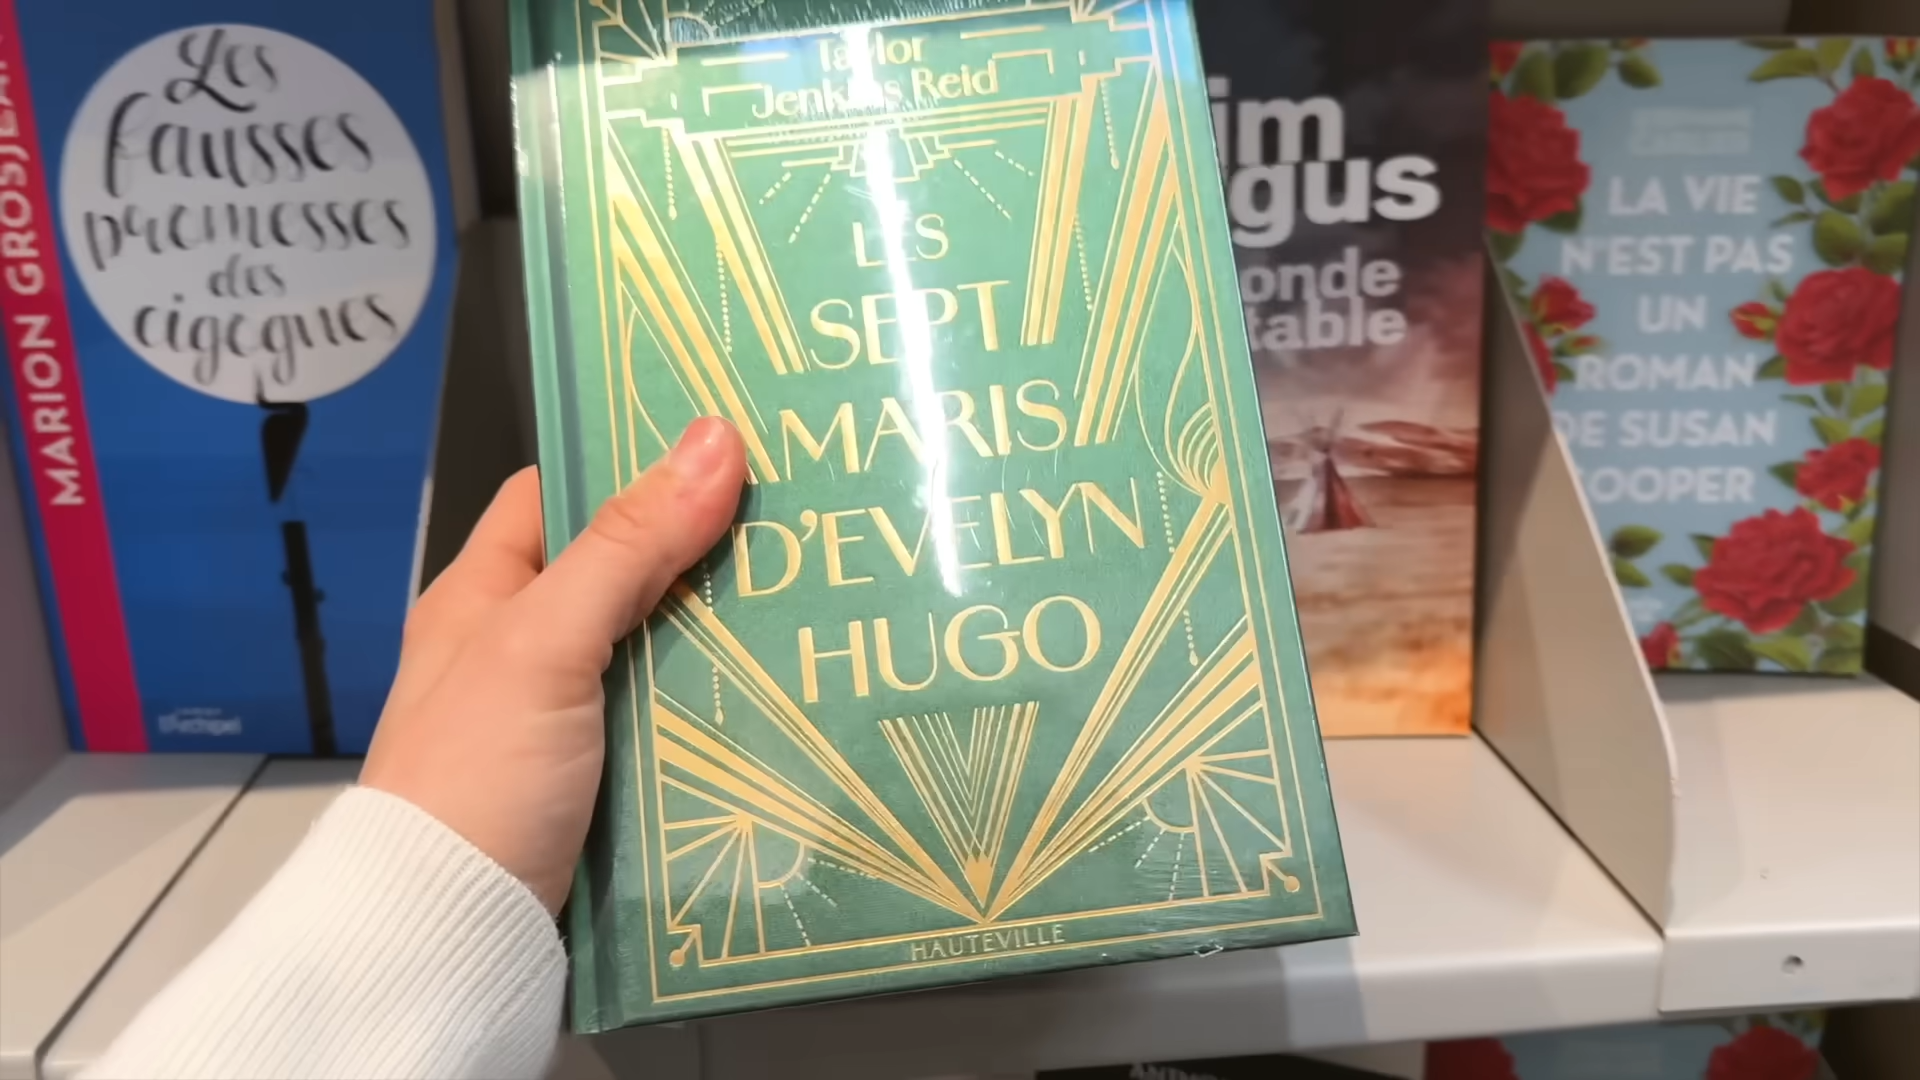 MARION GROSJEAN
Les
fausses
promesses
des
cigognes
l'Archipel
Taylor
Jenkins Reid
LES
SEPT
MARIS
D'EVELYN
HUGO
HAUTEVILLE
im
gus
onde
table
LA VIE
N'EST PAS
UN
ROMAN
DE SUSAN
COOPER